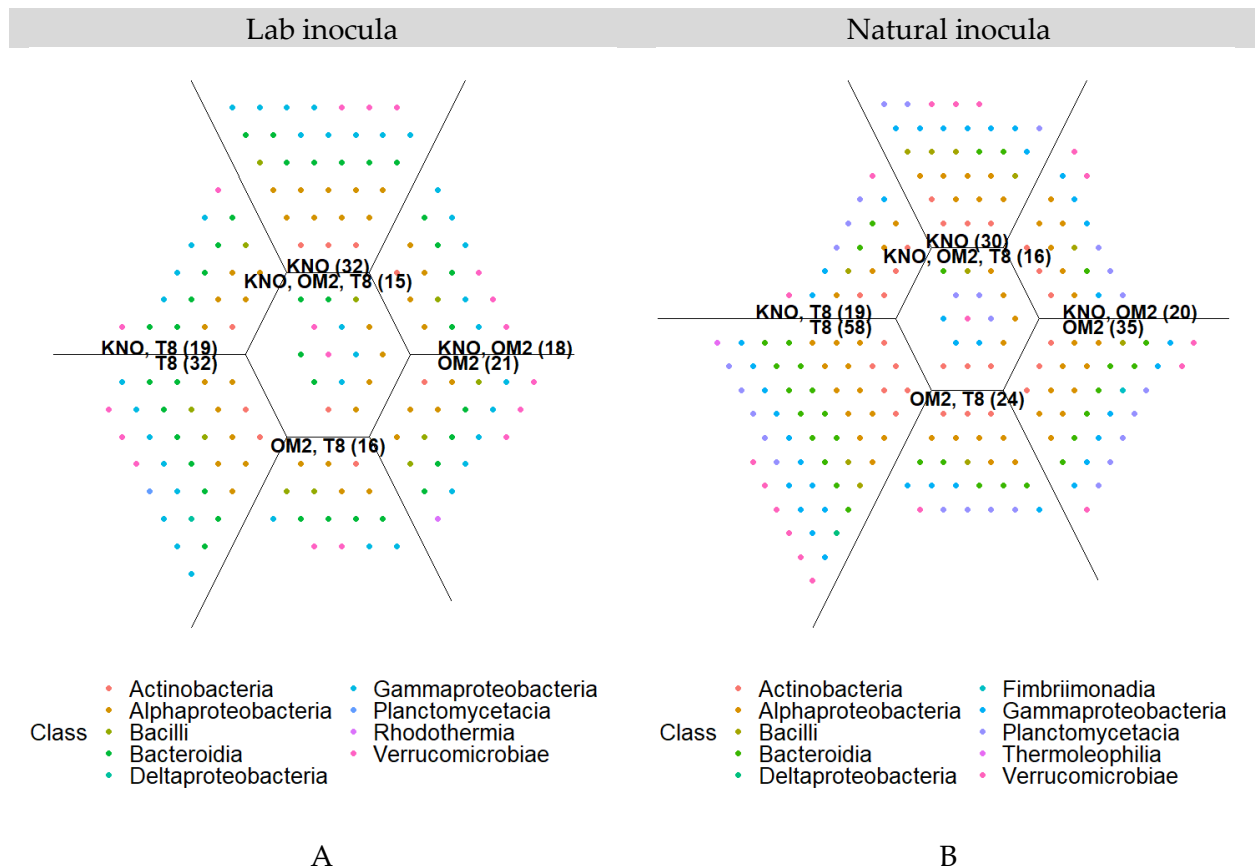 Lab inocula
Natural inocula
KNO (32)
KNO, OM2, T8 (15)
KNO, T8 (19)
T8 (32)
KNO, OM2 (18)
OM2 (21)
OM2, T8 (16)
KNO (30)
KNO, OM2, T8 (16)
KNO, T8 (19)
T8 (58)
KNO, OM2 (20)
OM2 (35)
OM2, T8 (24)
Class
Actinobacteria
Alphaproteobacteria
Bacilli
Bacteroidia
Deltaproteobacteria
Gammaproteobacteria
Planctomycetacia
Rhodothermia
Verrucomicrobiae
Class
Actinobacteria
Alphaproteobacteria
Bacilli
Bacteroidia
Deltaproteobacteria
Fimbriimonadia
Gammaproteobacteria
Planctomycetacia
Thermoleophilia
Verrucomicrobiae
A
B